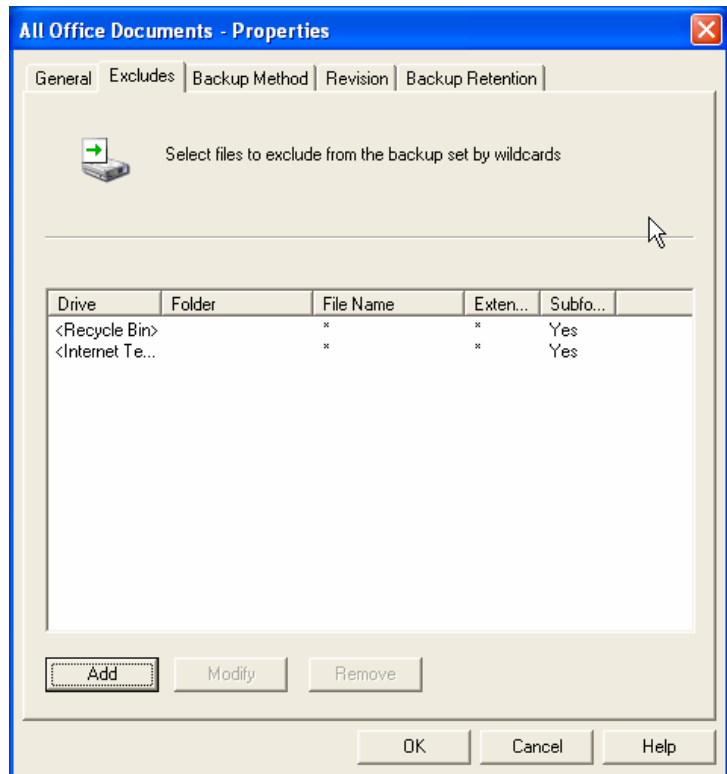 All Office Documents - Properties
General Excludes Backup Method Revision Backup Retention
Select files to exclude from the backup set by wildcards
Drive Folder File Name Exten... Subfo...
<Recycle Bin> * * Yes
<Internet Te... * * Yes
Add Modify Remove
OK Cancel Help